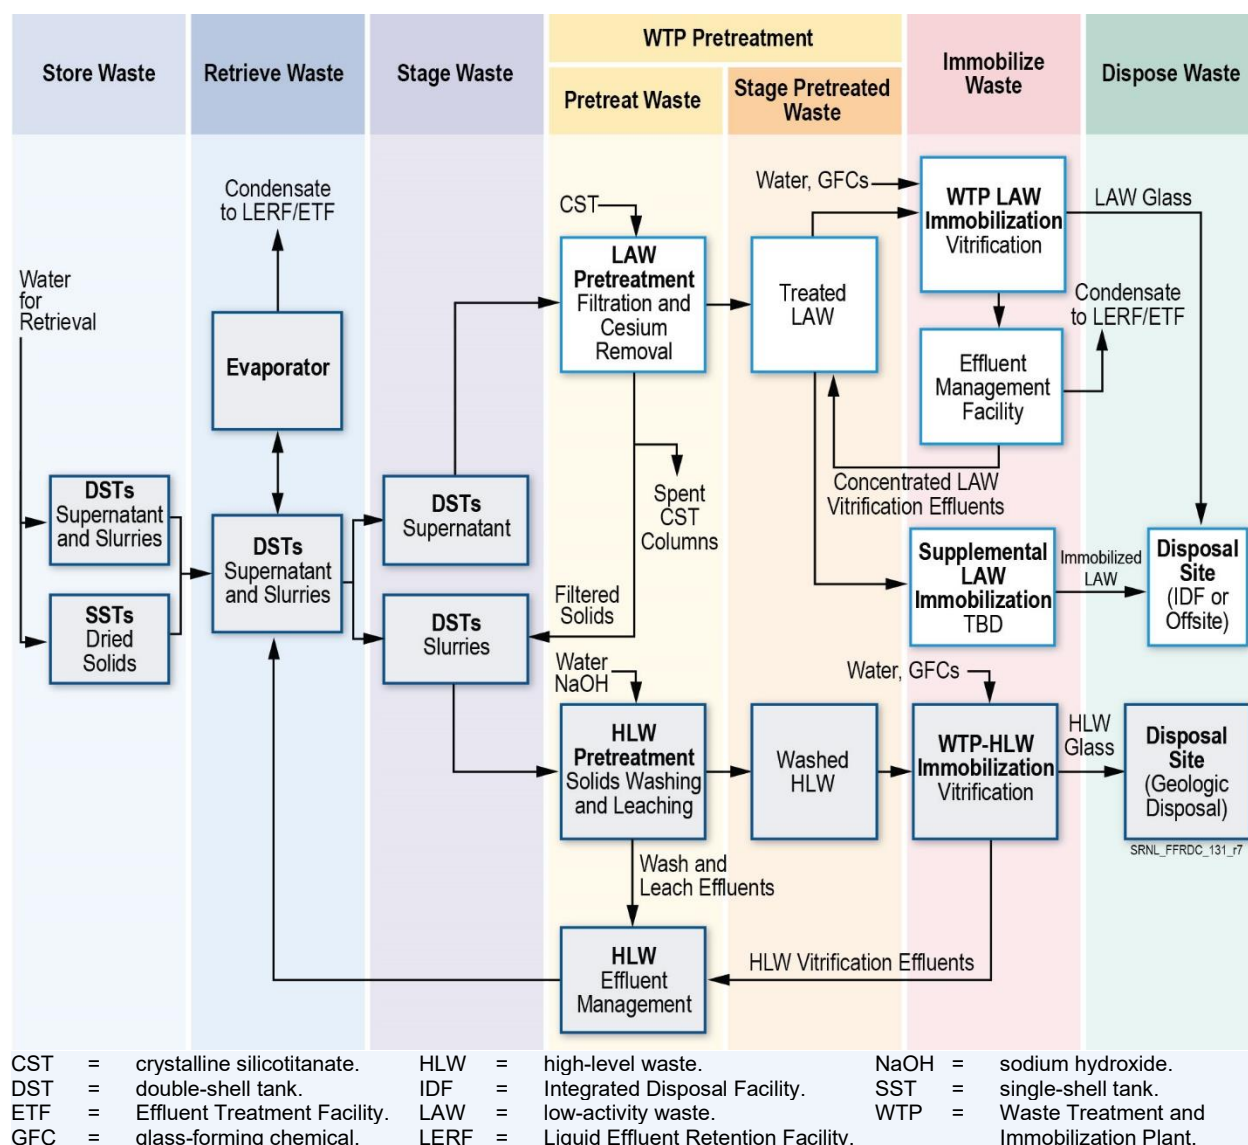 Store Waste
Retrieve Waste
Stage Waste
WTP Pretreatment
Pretreat Waste
Stage Pretreated
Waste
Immobilize
Waste
Dispose Waste
Condensate
to LERF/ETF
Water
for
Retrieval
Evaporator
DSTs
Supernatant
and Slurries
SSTs
Dried
Solids
DSTs
Supernatant
and Slurries
DSTs
Supernatant
DSTs
Slurries
CST
LAW
Pretreatment
Filtration and
Cesium
Removal
Spent
CST
Columns
Filtered
Solids
Water
NaOH
HLW
Pretreatment
Solids Washing
and Leaching
Wash and
Leach Effluents
HLW
Effluent
Management
Water, GFCs
Treated
LAW
Concentrated LAW
Vitrification Effluents
Water, GFCs
Washed
HLW
HLW Vitrification Effluents
WTP LAW
Immobilization
Vitrification
Effluent
Management
Facility
Supplemental
LAW
Immobilization
TBD
WTP-HLW
Immobilization
Vitrification
LAW Glass
Condensate
to LERF/ETF
Immobilized
LAW
Disposal
Site
(IDF or
Offsite)
HLW
Glass
Disposal
Site
(Geologic
Disposal)
SRNL_FFRDC_131_r7
CST = crystalline silicotitanate. HLW = high-level waste. NaOH = sodium hydroxide.
DST = double-shell tank. IDF = Integrated Disposal Facility. SST = single-shell tank.
ETF = Effluent Treatment Facility. LAW = low-activity waste. WTP = Waste Treatment and
GFC = glass-forming chemical. LERF = Liquid Effluent Retention Facility. Immobilization Plant.